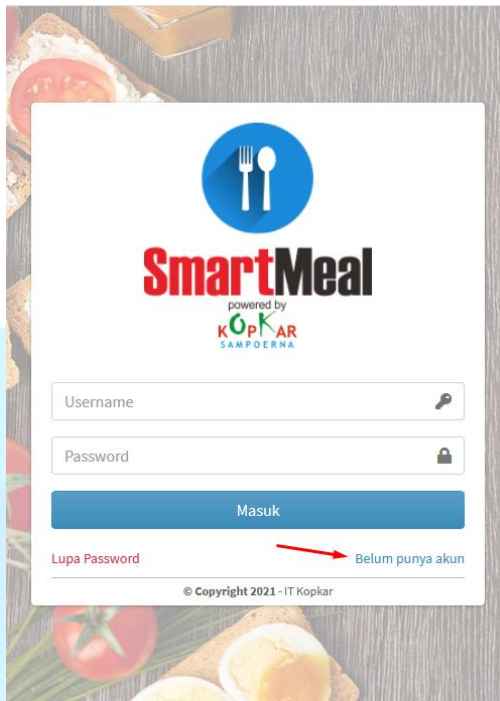 SmartMeal
powered by
KOPKAR
SAMPOERNA
Username
Password
Masuk
Lupa Password Belum punya akun
© Copyright 2021 - IT Kopkar